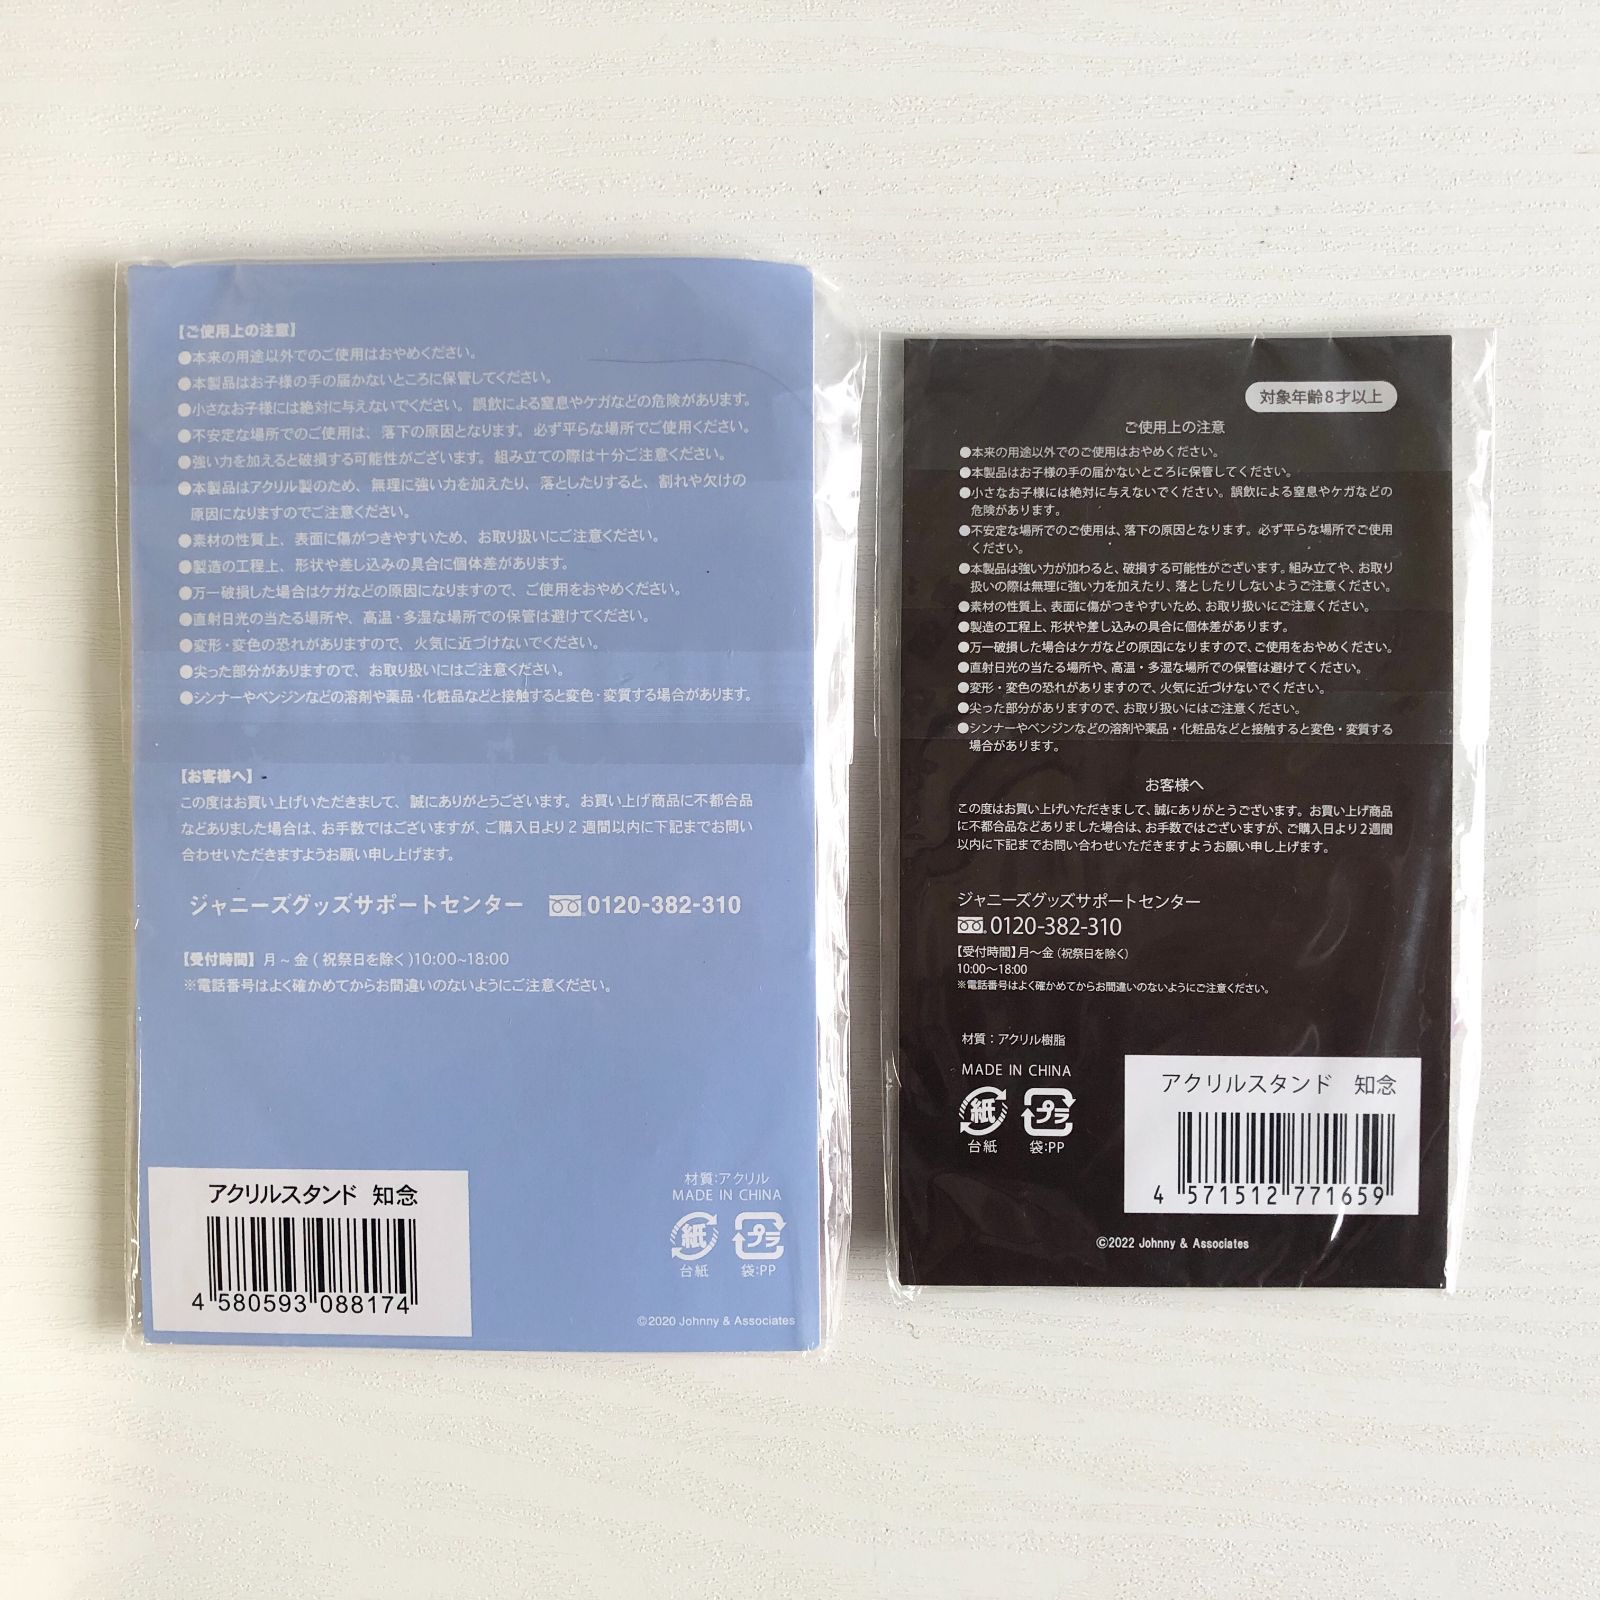 【ご使用上の注意】
●本来の用途以外でのご使用はおやめください。
●本製品はお子様の手の届かないところに保管してください。
●小さなお子様には絶対に与えないでください。誤飲による窒息やケガなどの危険があります。
●不安定な場所でのご使用は、落下の原因となります。必ず平らな場所でご使用ください。
●強い力を加えると破損する可能性がございます。組み立ての際は十分ご注意ください。
●本製品はアクリル製のため、無理に強い力を加えたり、落としたりすると、割れや欠けの
原因になりますのでご注意ください。
●素材の性質上、表面に傷がつきやすいため、お取り扱いにご注意ください。
●製造の工程上、形状や差し込みの具合に個体差があります。
●万一破損した場合はケガなどの原因になりますので、ご使用をおやめください。
●直射日光の当たる場所や、高温・多湿な場所での保管は避けてください。
●変形・変色の恐れがありますので、火気に近づけないでください。
●尖った部分がありますので、お取り扱いにはご注意ください。
●シンナーやベンジンなどの溶剤や薬品・化粧品などと接触すると変色・変質する場合があります。
【お客様へ】
この度はお買い上げいただきまして、誠にありがとうございます。お買い上げ商品に不都合品
などありました場合は、お手数ではございますが、ご購入日より2週間以内に下記までお問い
合わせいただきますようお願い申し上げます。
ジャニーズグッズサポートセンター 0120-382-310
【受付時間】月~金(祝祭日を除く)10:00~18:00
※電話番号はよく確かめてからお間違いのないようにご注意ください。
アクリルスタンド 知念
4 580593 088174
材質:アクリル
MADE IN CHINA
紙 プラ
台紙 袋:PP
©2020 Johnny & Associates
対象年齢8才以上
ご使用上の注意
●本来の用途以外でのご使用はおやめください。
●本製品はお子様の手の届かないところに保管してください。
●小さなお子様には絶対に与えないでください。誤飲による窒息やケガなどの
危険があります。
●不安定な場所でのご使用は、落下の原因となります。必ず平らな場所でご使用
ください。
●本製品は強い力が加わると、破損する可能性がございます。組み立てや、お取り
扱いの際は無理に強い力を加えたり、落としたりしないようご注意ください。
●素材の性質上、表面に傷がつきやすいため、お取り扱いにご注意ください。
●製造の工程上、形状や差し込みの具合に個体差があります。
●万一破損した場合はケガなどの原因になりますので、ご使用をおやめください。
●直射日光の当たる場所や、高温・多湿な場所での保管は避けてください。
●変形・変色の恐れがありますので、火気に近づけないでください。
●尖った部分がありますので、お取り扱いにはご注意ください。
●シンナーやベンジンなどの溶剤や薬品・化粧品などと接触すると変色・変質する
場合があります。
お客様へ
この度はお買い上げいただきまして、誠にありがとうございます。お買い上げ商品
に不都合品などありました場合は、お手数ではございますが、ご購入日より2週間
以内に下記までお問い合わせいただきますようお願い申し上げます。
ジャニーズグッズサポートセンター
0120-382-310
【受付時間】月~金(祝祭日を除く)
10:00~18:00
※電話番号はよく確かめてからお間違いのないようにご注意ください。
材質:アクリル樹脂
MADE IN CHINA
紙 プラ
台紙 袋:PP
アクリルスタンド 知念
4 571512 771659
©2022 Johnny & Associates